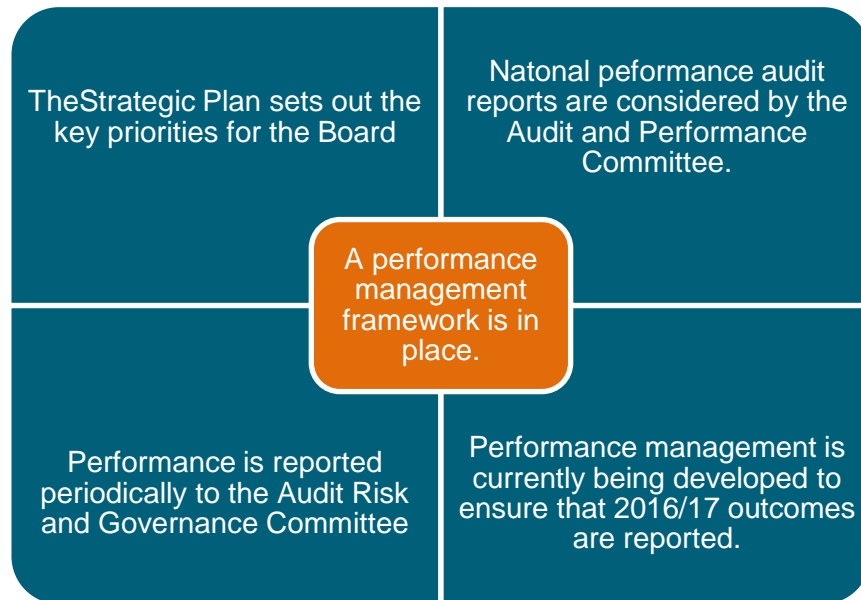 TheStrategic Plan sets out the
key priorities for the Board
Natonal peformance audit
reports are considered by the
Audit and Performance
Committee.
A performance
management
framework is in
place.
Performance is reported
periodically to the Audit Risk
and Governance Committee
Performance management is
currently being developed to
ensure that 2016/17 outcomes
are reported.